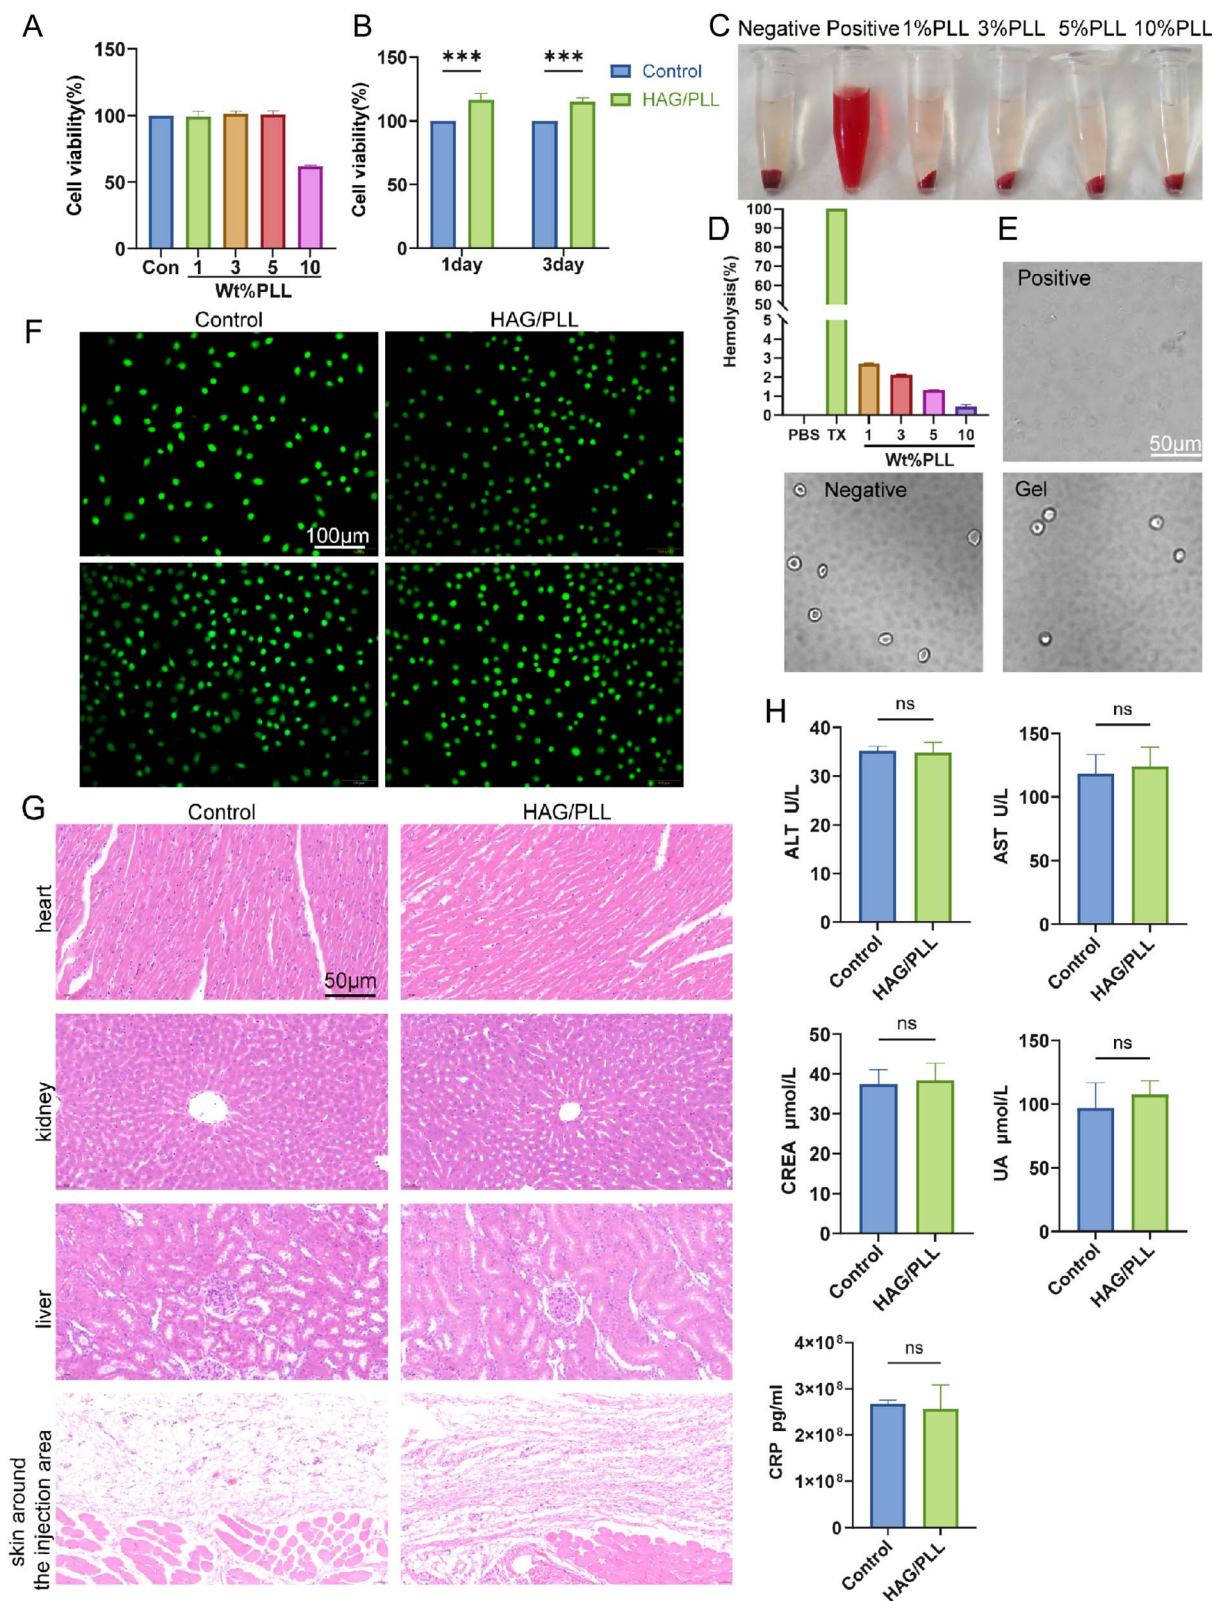 A
Cell viability(%)
150
100
50
0
Con 1 3 5 10
Wt%PLL
B
Cell viability(%)
150
100
50
0
*** ***
1day 3day
Control
HAG/PLL
C
Negative Positive 1%PLL 3%PLL 5%PLL 10%PLL
D
Hemolysis(%)
100
90
80
70
60
50
5
4
3
2
1
0
PBS TX 1 3 5 10
Wt%PLL
E
Positive
50μm
Negative
Gel
F
Control HAG/PLL
100μm
G
Control HAG/PLL
heart
50μm
kidney
liver
skin around
the injection area
H
ns
ALT U/L
40
30
20
10
0
Control HAG/PLL
ns
AST U/L
150
100
50
0
Control HAG/PLL
ns
CREA μmol/L
50
40
30
20
10
0
Control HAG/PLL
ns
UA μmol/L
150
100
50
0
Control HAG/PLL
ns
CRP pg/ml
4×10⁸
3×10⁸
2×10⁸
1×10⁸
0
Control HAG/PLL